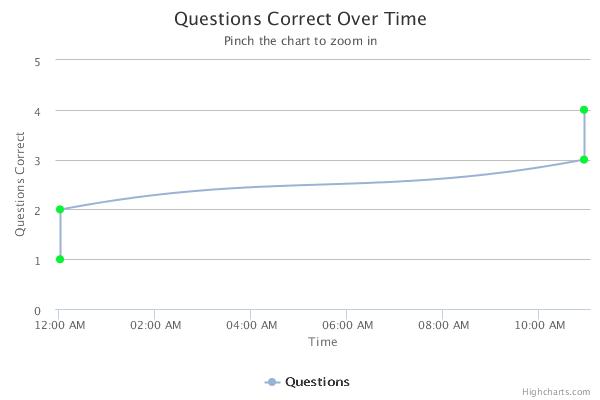 Questions Correct Over Time
Pinch the chart to zoom in
5
4
3
2
1
0
Questions Correct
12:00 AM 02:00 AM 04:00 AM 06:00 AM 08:00 AM 10:00 AM
Time
Questions
Highcharts.com